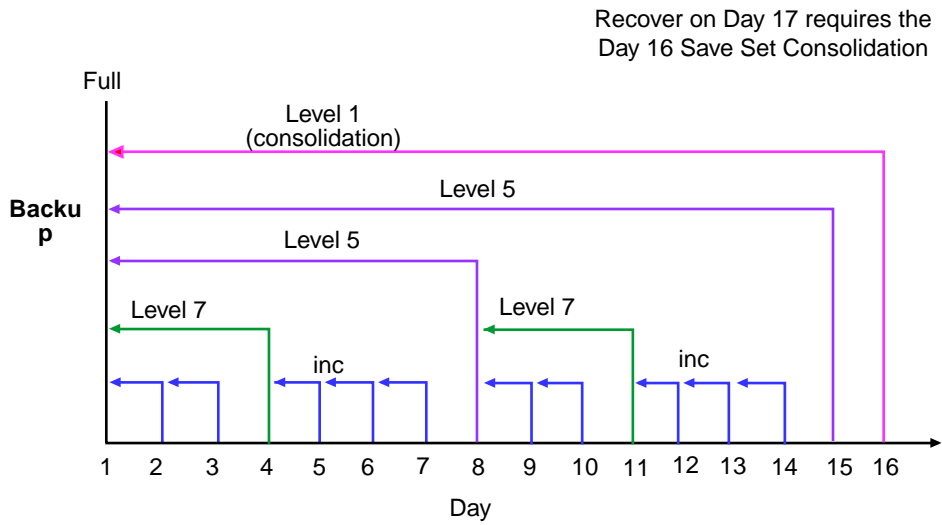 Recover on Day 17 requires the
Day 16 Save Set Consolidation
Full
Level 1
(consolidation)
Level 5
Backu
p
Level 5
Level 7
Level 7
inc
inc
1 2 3 4 5 6 7 8 9 10 11 12 13 14 15 16
Day